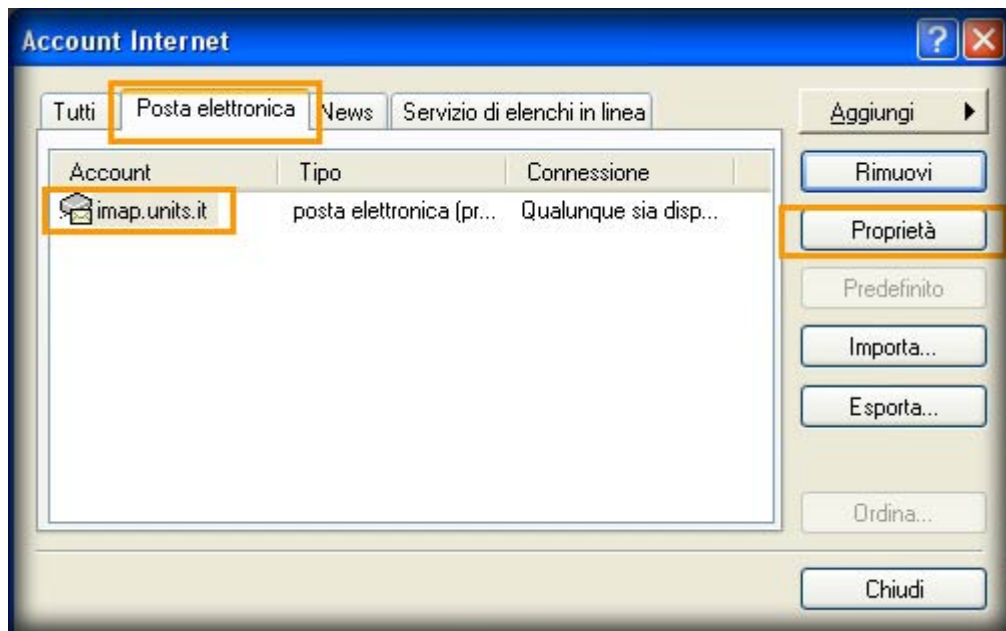 Account Internet
?
Tutti Posta elettronica News Servizio di elenchi in linea
Aggiungi
Account Tipo Connessione
Rimuovi
imap.units.it posta elettronica (pr... Qualunque sia disp...
Proprietà
Predefinito
Importa...
Esporta...
Ordina...
Chiudi